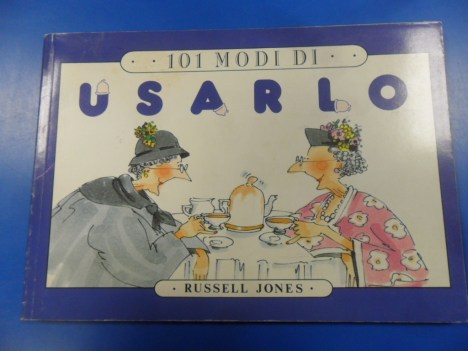 · · 101 MODI DI · ·
USARLO
· RUSSELL JONES ·